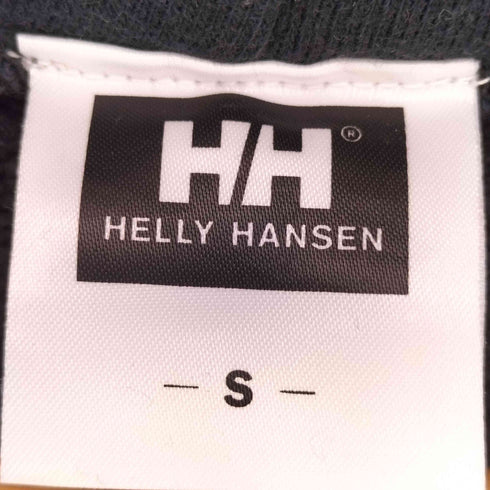 HH®
HELLY HANSEN
— S —